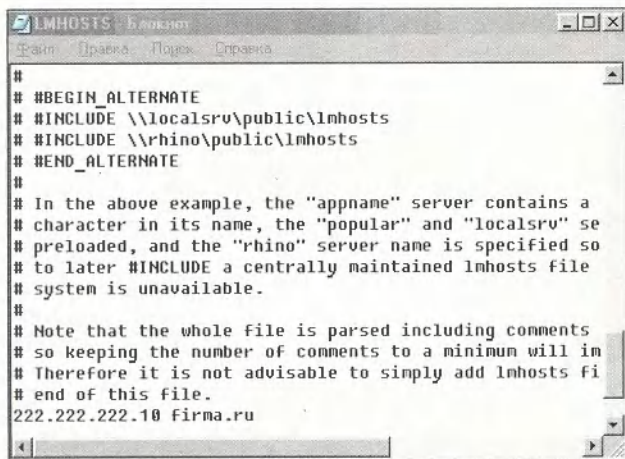 LMHOSTS - Блокнот
Файл Правка Поиск Справка
#
# #BEGIN_ALTERNATE
# #INCLUDE \\localsrv\public\lmhosts
# #INCLUDE \\rhino\public\lmhosts
# #END_ALTERNATE
#
# In the above example, the "appname" server contains a
# character in its name, the "popular" and "localsrv" se
# preloaded, and the "rhino" server name is specified so
# to later #INCLUDE a centrally maintained lmhosts file
# system is unavailable.
#
# Note that the whole file is parsed including comments
# so keeping the number of comments to a minimum will im
# Therefore it is not advisable to simply add lmhosts fi
# end of this file.
222.222.222.10 firma.ru